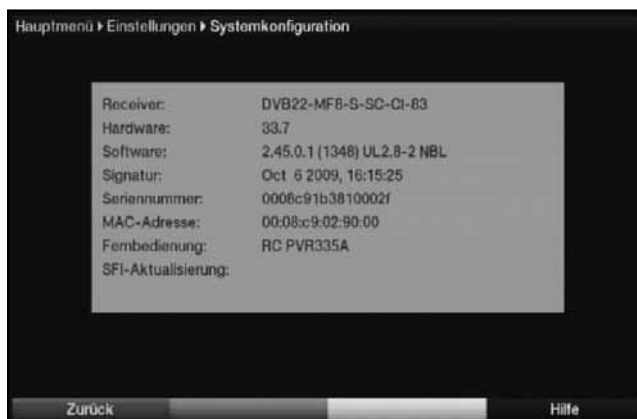 Hauptmenü ▸ Einstellungen ▸ Systemkonfiguration
Receiver: DVB22-MF8-S-SC-CI-83
Hardware: 33.7
Software: 2.45.0.1 (1348) UL2.8-2 NBL
Signatur: Oct 6 2009, 16:15:25
Seriennummer: 0008c91b3810002f
MAC-Adresse: 00:08:c9:02:90:00
Fernbedienung: RC PVR335A
SFI-Aktualisierung:
Zurück Hilfe